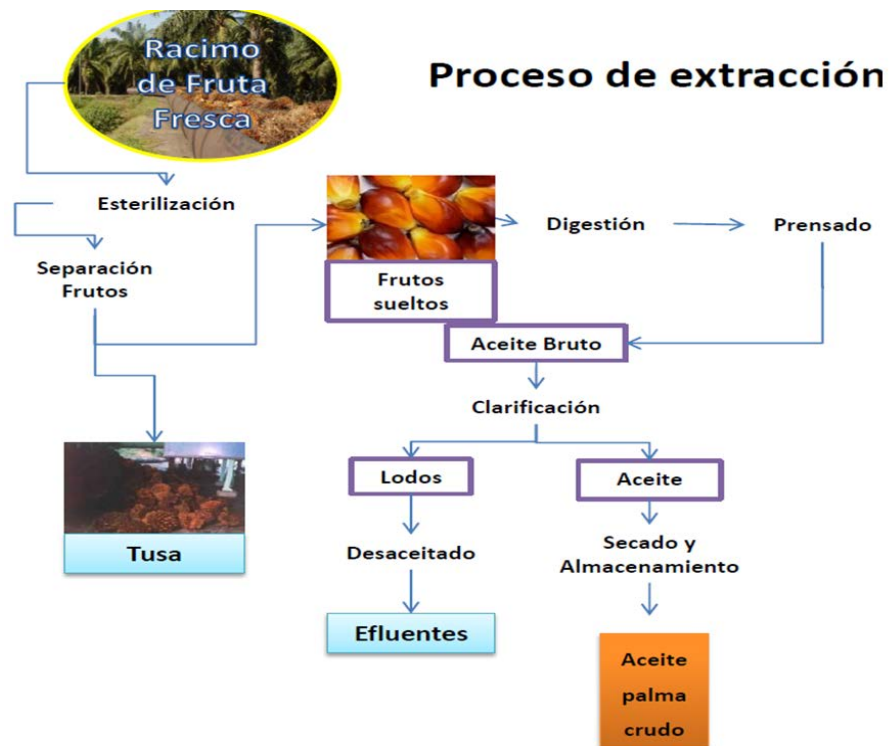 Racimo
de Fruta
Fresca
Proceso de extracción
Esterilización
Separación
Frutos
Frutos
sueltos
Digestión
Prensado
Aceite Bruto
Clarificación
Lodos
Aceite
Desaceitado
Secado y
Almacenamiento
Tusa
Efluentes
Aceite
palma
crudo